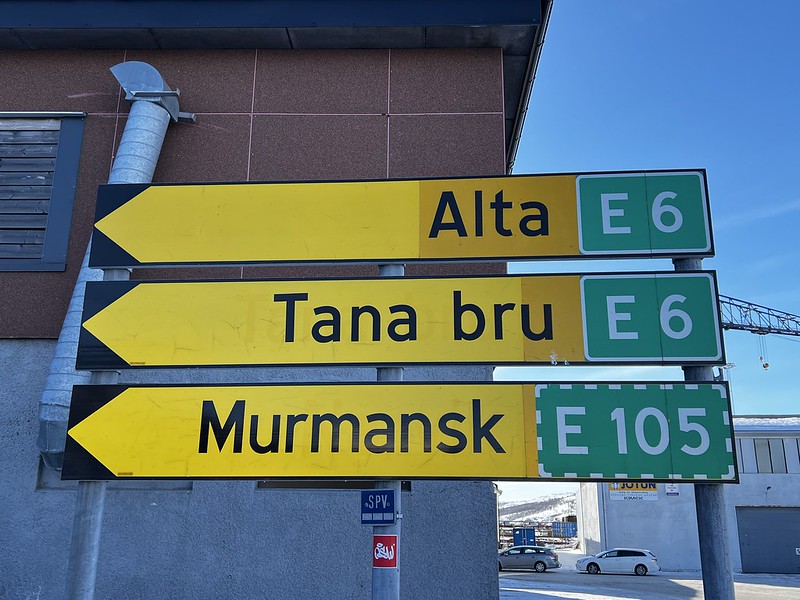 Alta E 6
Tana bru E 6
Murmansk E 105
SPV
JOTUN